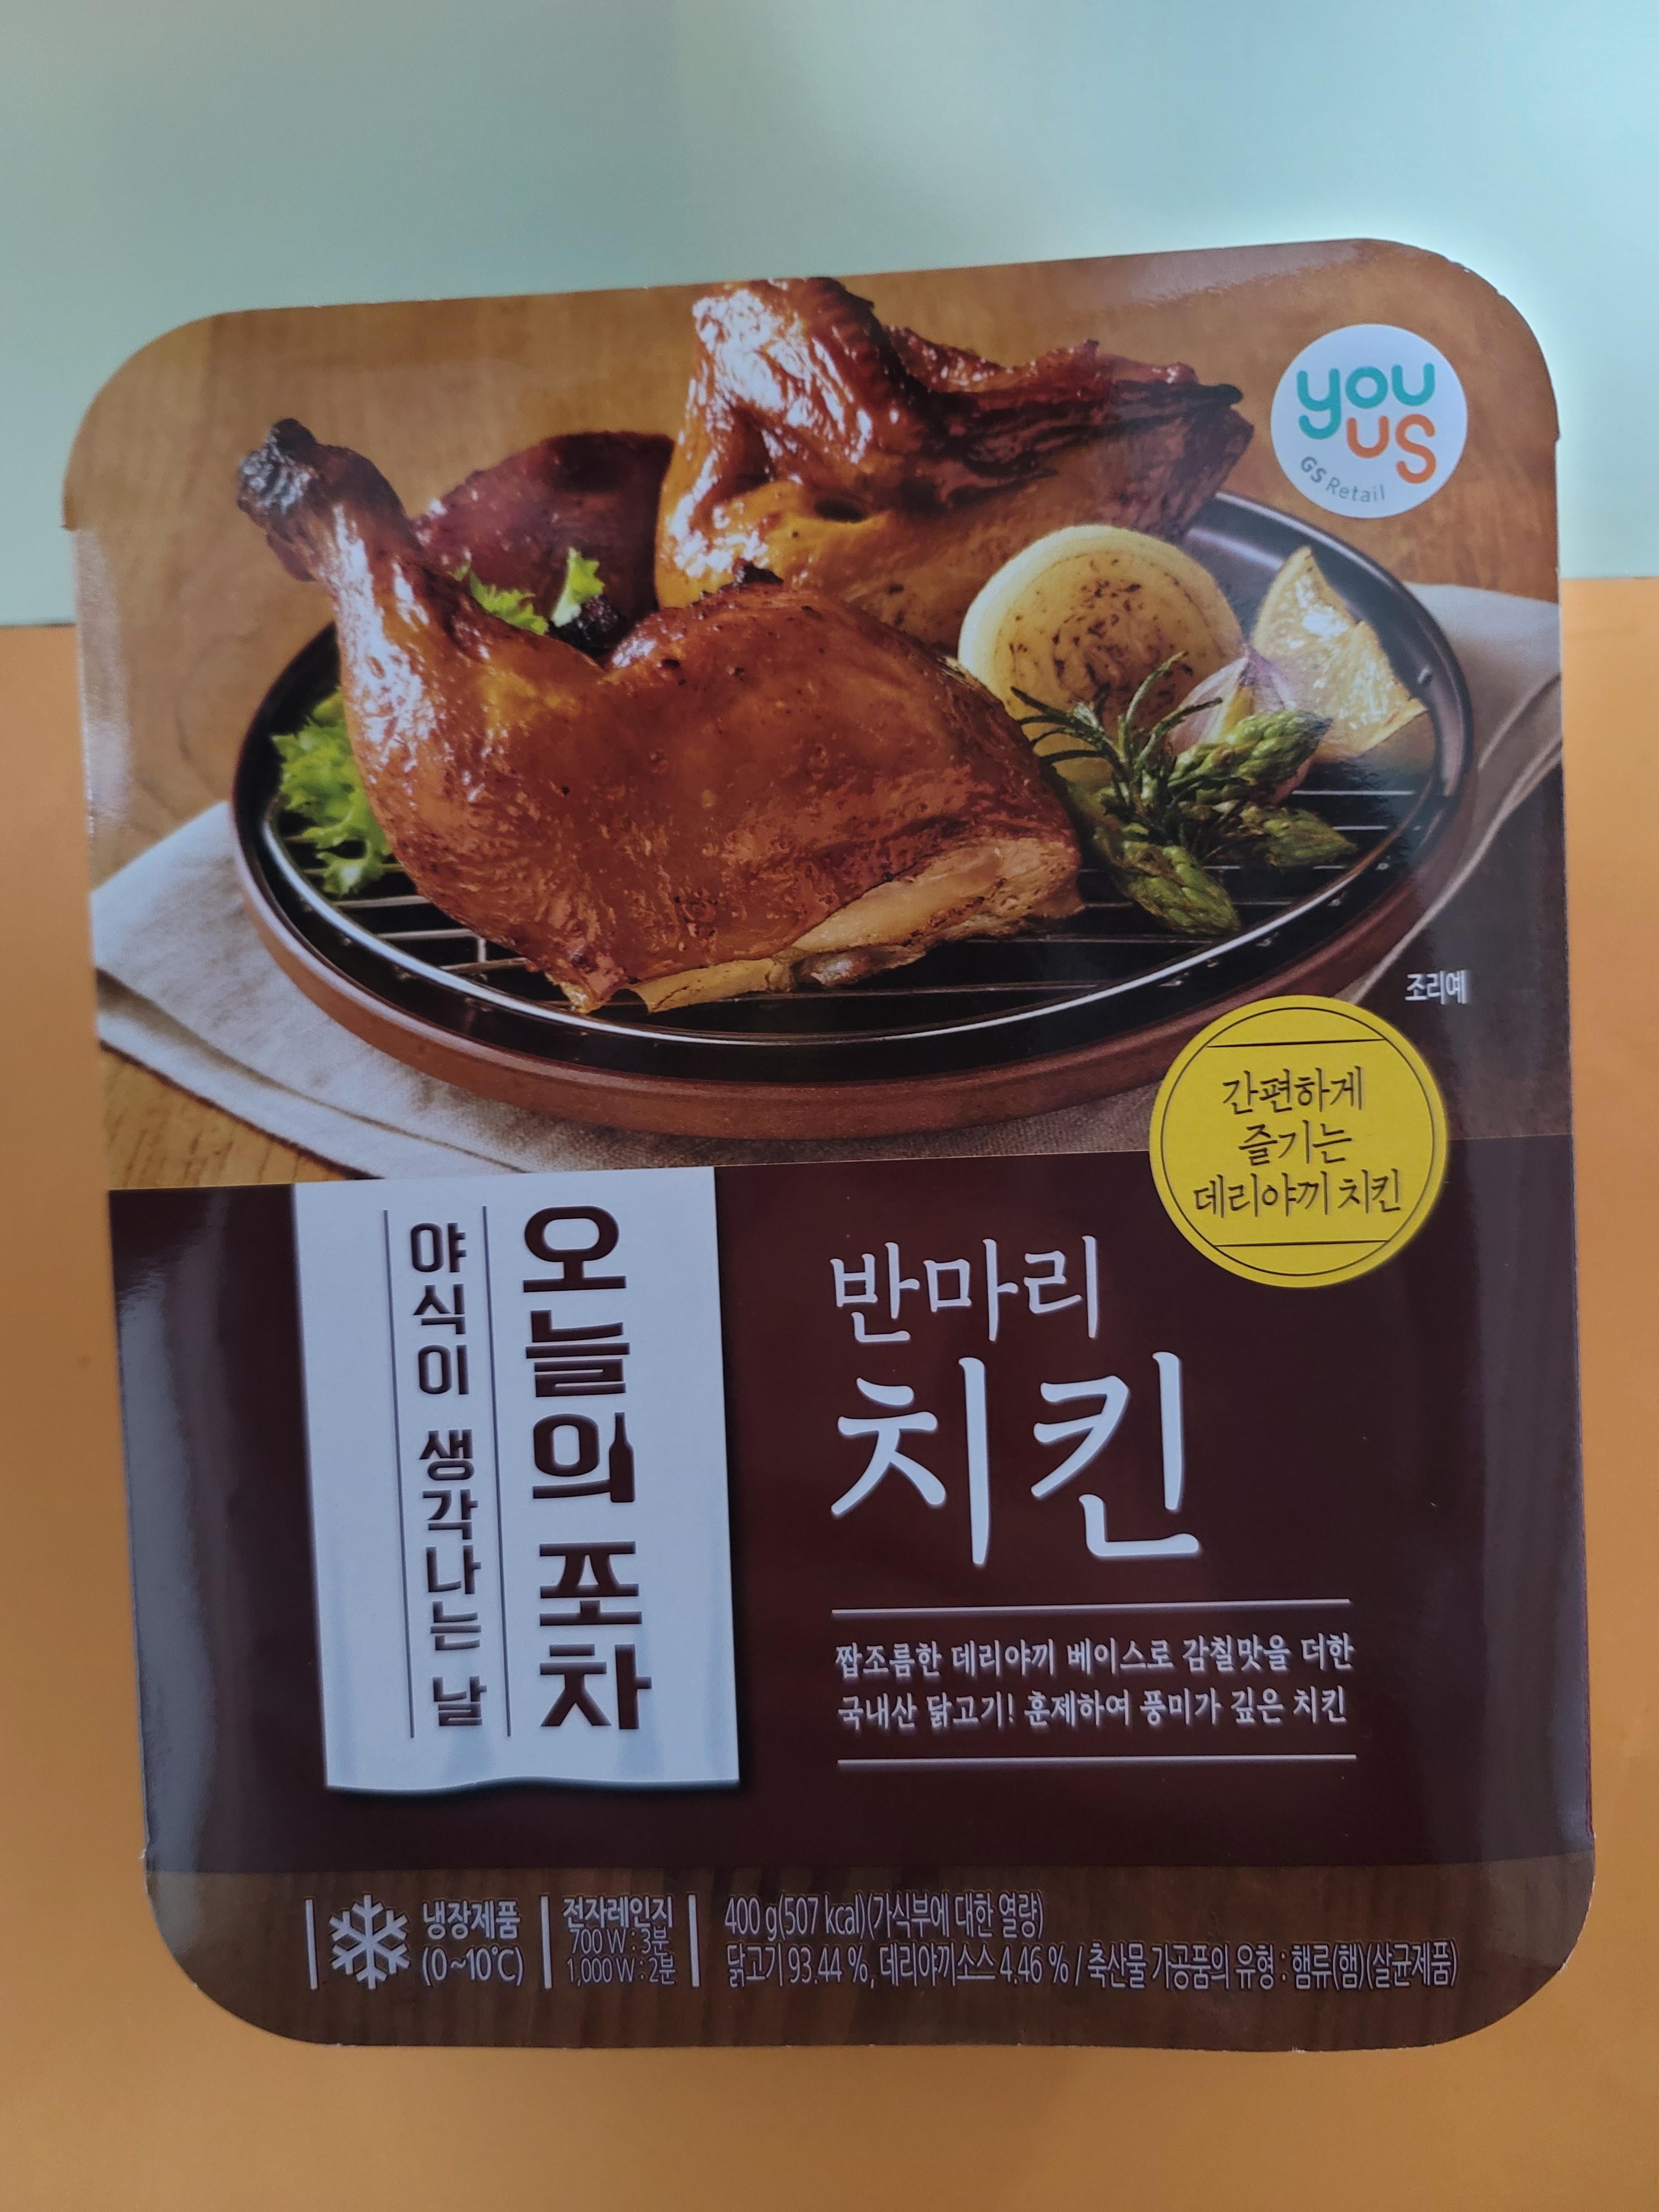 you
us
GS Retail
조리예
간편하게
즐기는
데리야끼 치킨
오늘의 포차
야식이 생각나는 날
반마리
치킨
짭조름한 데리야끼 베이스로 감칠맛을 더한
국내산 닭고기! 훈제하여 풍미가 깊은 치킨
냉장제품
(0~10℃)
전자레인지
700 W : 3분
1,000 W : 2분
400 g(507 kcal)(가식부에 대한 열량)
닭고기 93.44 %, 데리야끼소스 4.46 % / 축산물 가공품의 유형 : 햄류(햄)(살균제품)